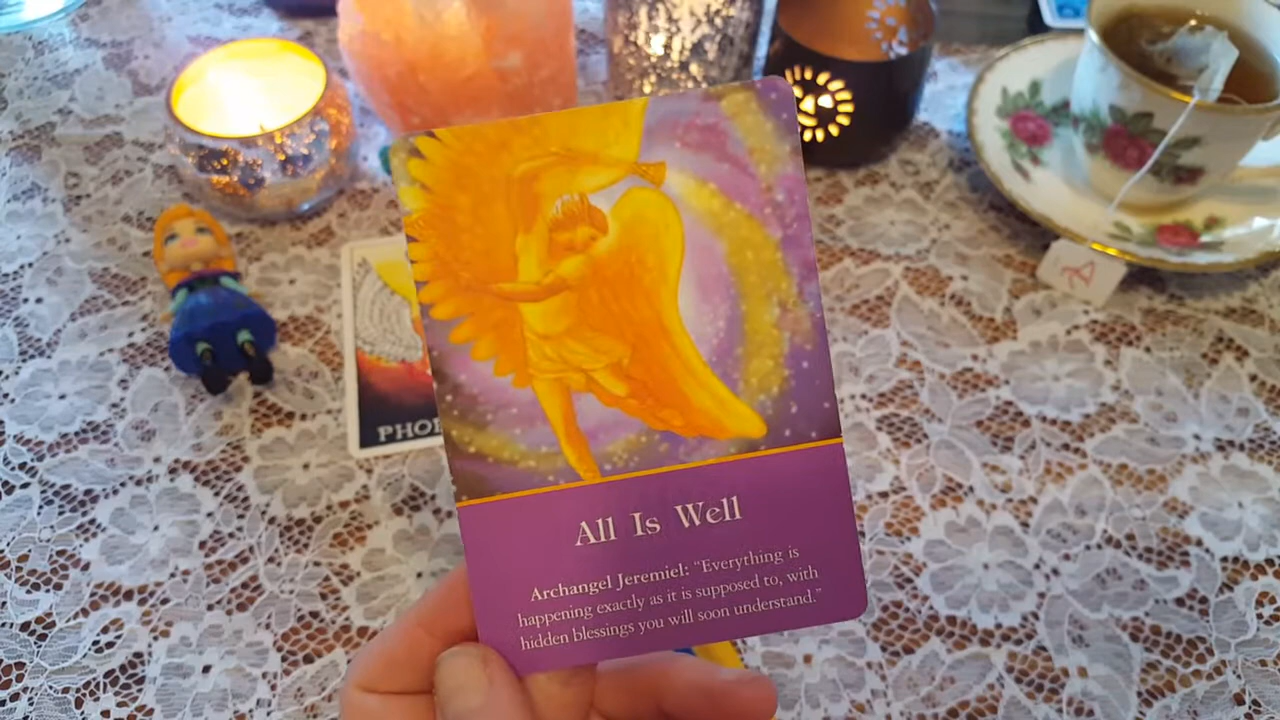 All Is Well
Archangel Jeremiel: “Everything is
happening exactly as it is supposed to, with
hidden blessings you will soon understand.”